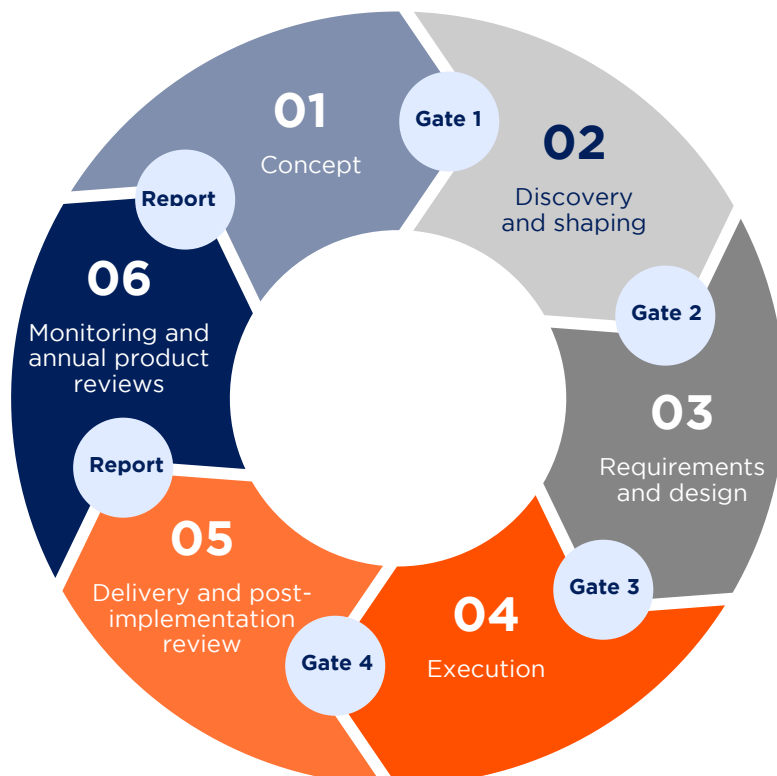 01
Concept
Gate 1
02
Discovery
and shaping
Gate 2
03
Requirements
and design
Gate 3
04
Execution
Gate 4
05
Delivery and post-
implementation
review
Report
06
Monitoring and
annual product
reviews
Report